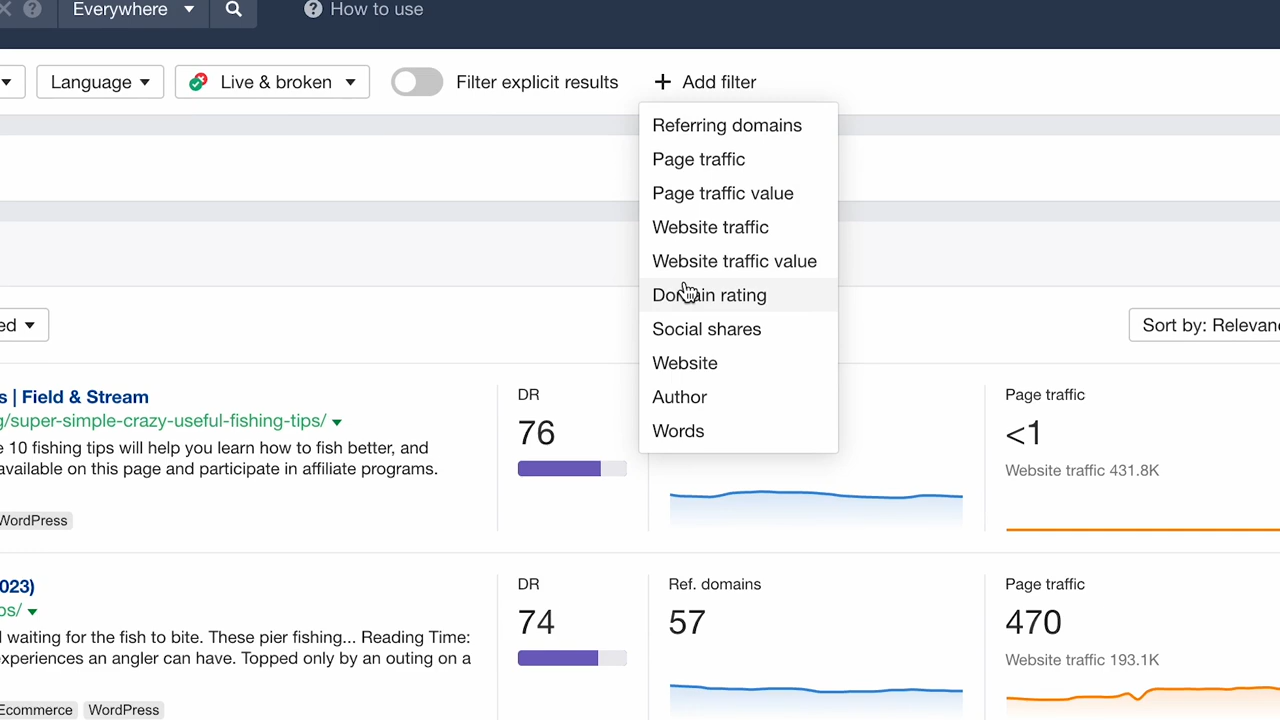 Everywhere
How to use
Language
Live & broken
Filter explicit results
+ Add filter
Referring domains
Page traffic
Page traffic value
Website traffic
Website traffic value
Domain rating
Social shares
Website
Author
Words
ed
Sort by: Relevan
s | Field & Stream
g/super-simple-crazy-useful-fishing-tips/
e 10 fishing tips will help you learn how to fish better, and
available on this page and participate in affiliate programs.
WordPress
DR
76
Page traffic
<1
Website traffic 431.8K
023)
ps/
l waiting for the fish to bite. These pier fishing... Reading Time:
experiences an angler can have. Topped only by an outing on a
Ecommerce
WordPress
DR
74
Ref. domains
57
Page traffic
470
Website traffic 193.1K